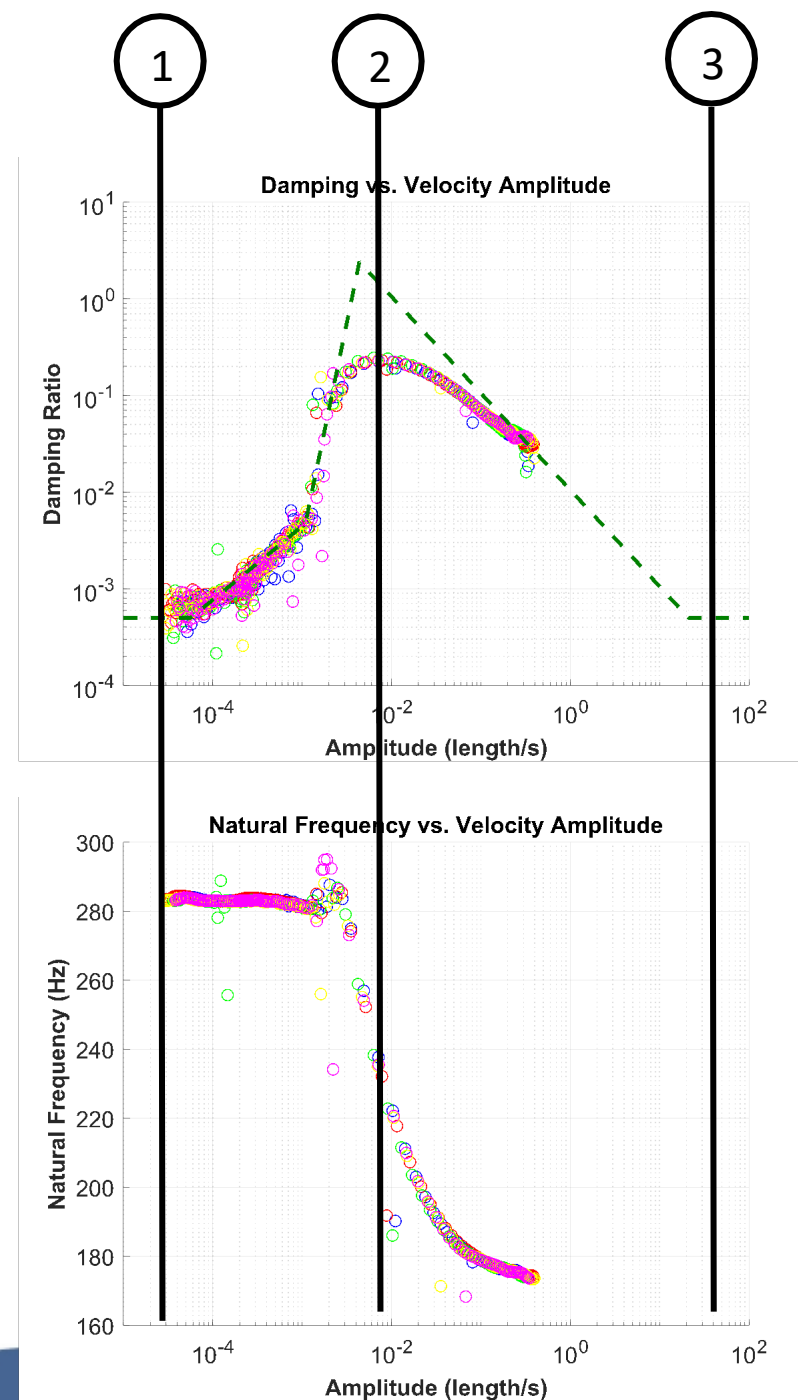 1 2 3
Damping vs. Velocity Amplitude
10^1
10^0
10^-1
10^-2
10^-3
10^-4
Damping Ratio
10^-4 10^-2 10^0 10^2
Amplitude (length/s)
Natural Frequency vs. Velocity Amplitude
300
280
260
240
220
200
180
160
Natural Frequency (Hz)
10^-4 10^-2 10^0 10^2
Amplitude (length/s)